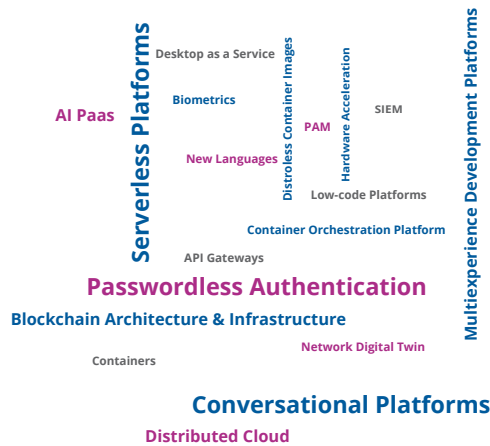 Desktop as a Service
Biometrics
AI Paas
Serverless Platforms
New Languages
Distroless Container Images
PAM
Hardware Acceleration
SIEM
Low-code Platforms
Multiexperience Development Platforms
Container Orchestration Platform
API Gateways
Passwordless Authentication
Blockchain Architecture & Infrastructure
Network Digital Twin
Containers
Conversational Platforms
Distributed Cloud